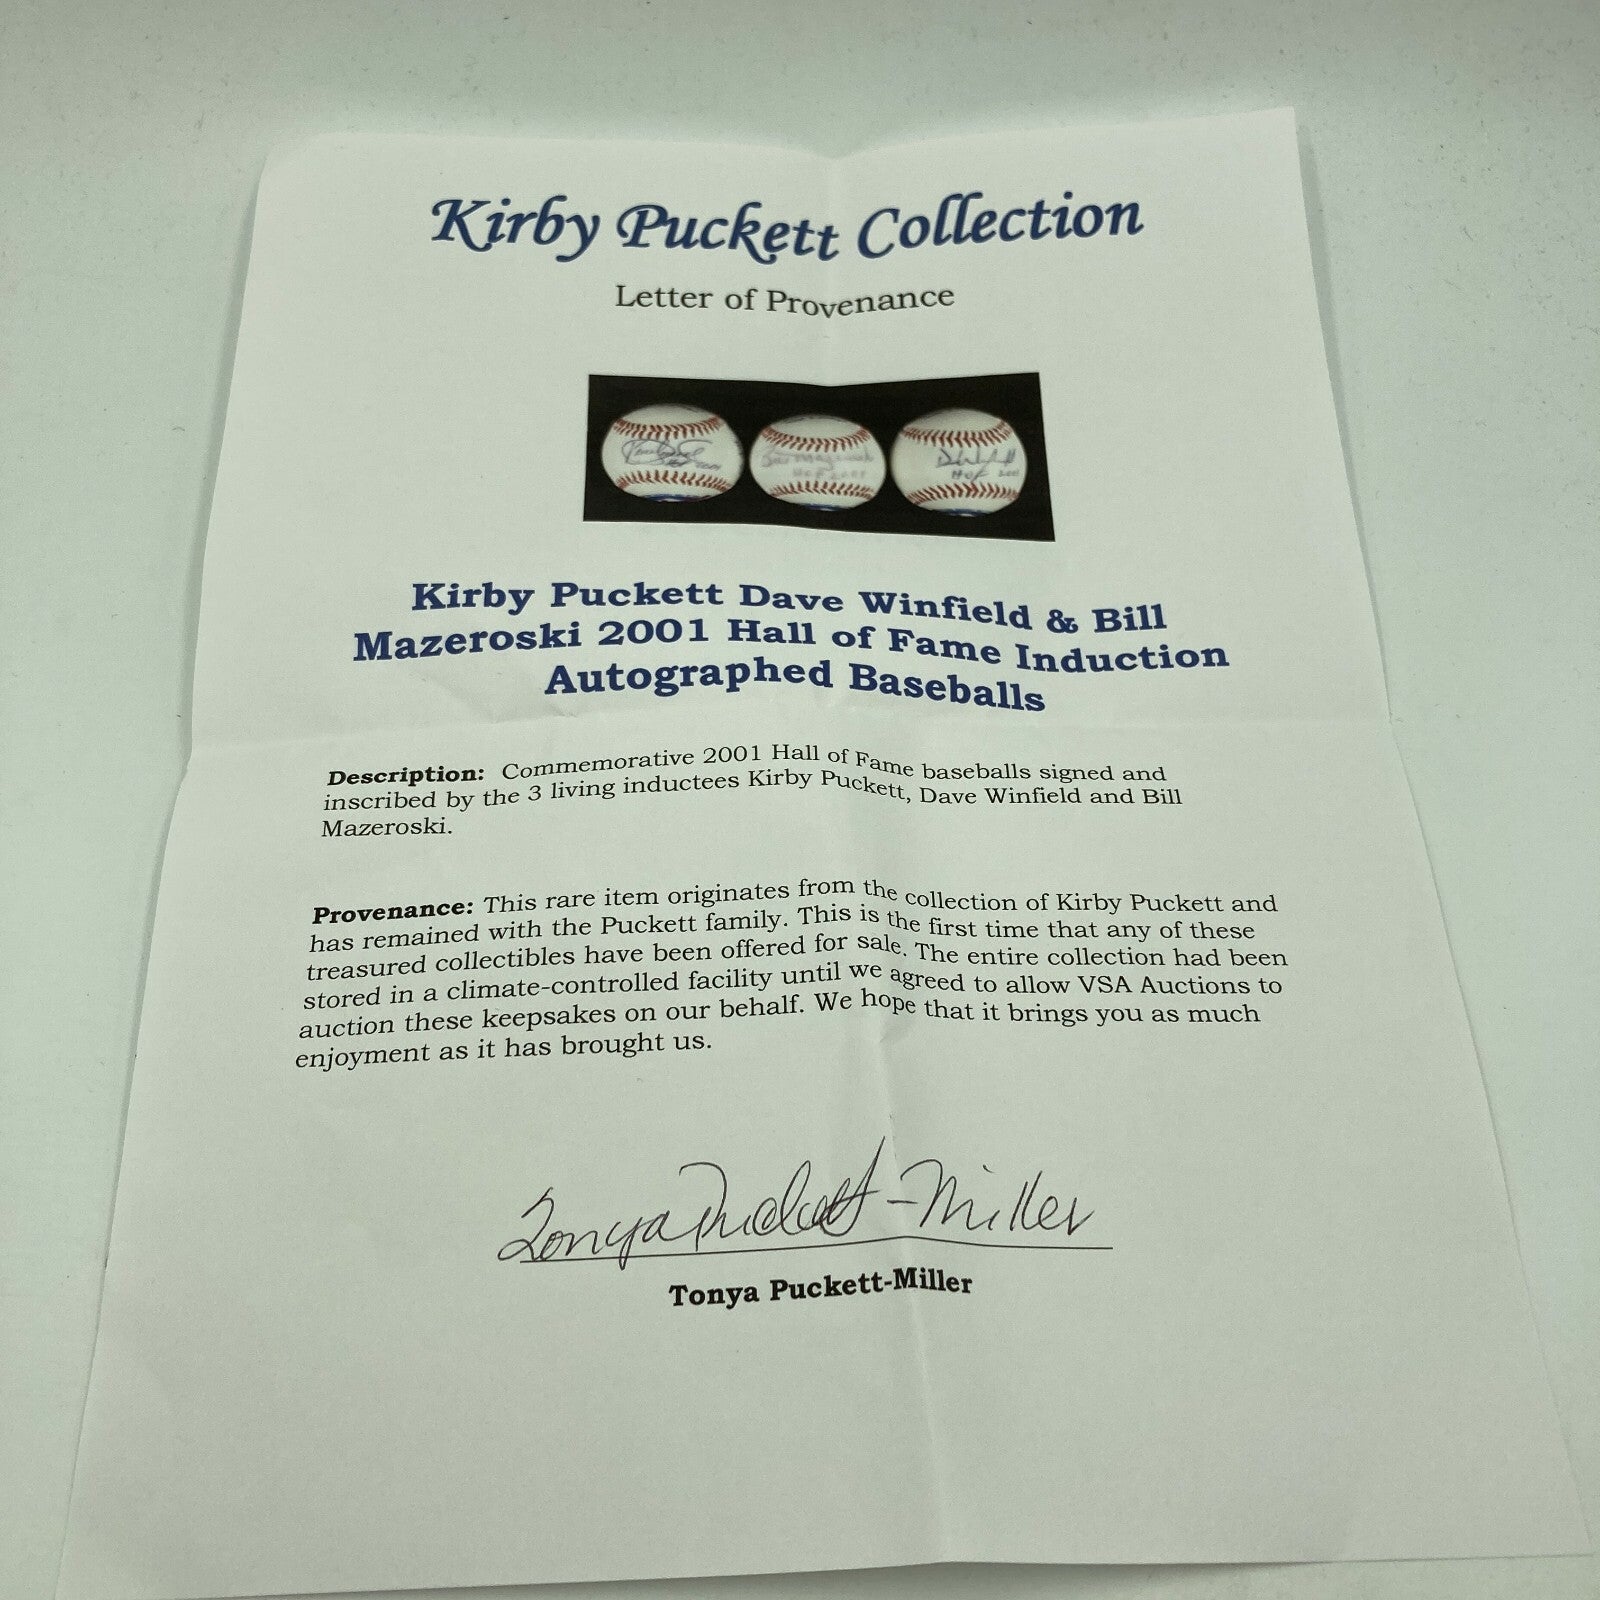 Kirby Puckett Collection
Letter of Provenance
HOF 2001
HOF 2001
Kirby Puckett Dave Winfield & Bill
Mazeroski 2001 Hall of Fame Induction
Autographed Baseballs
Description: Commemorative 2001 Hall of Fame baseballs signed and
inscribed by the 3 living inductees Kirby Puckett, Dave Winfield and Bill
Mazeroski.
Provenance: This rare item originates from the collection of Kirby Puckett and
has remained with the Puckett family. This is the first time that any of these
treasured collectibles have been offered for sale. The entire collection had been
stored in a climate-controlled facility until we agreed to allow VSA Auctions to
auction these keepsakes on our behalf. We hope that it brings you as much
enjoyment as it has brought us.
Tonya Puckett-Miller
Tonya Puckett-Miller